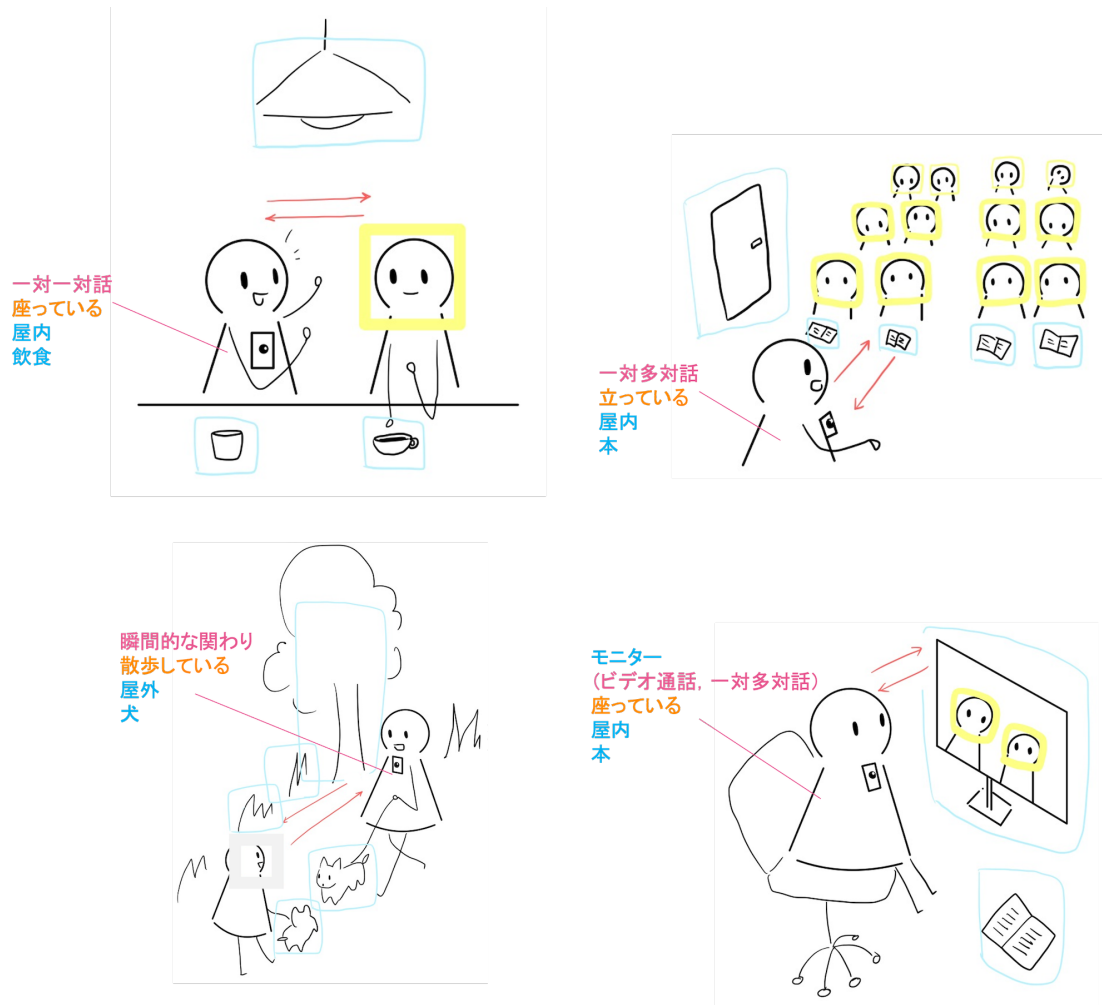 一対一対話
座っている
屋内
飲食
一対多対話
立っている
屋内
本
瞬間的な関わり
散歩している
屋外
犬
モニター
(ビデオ通話, 一対多対話)
座っている
屋内
本